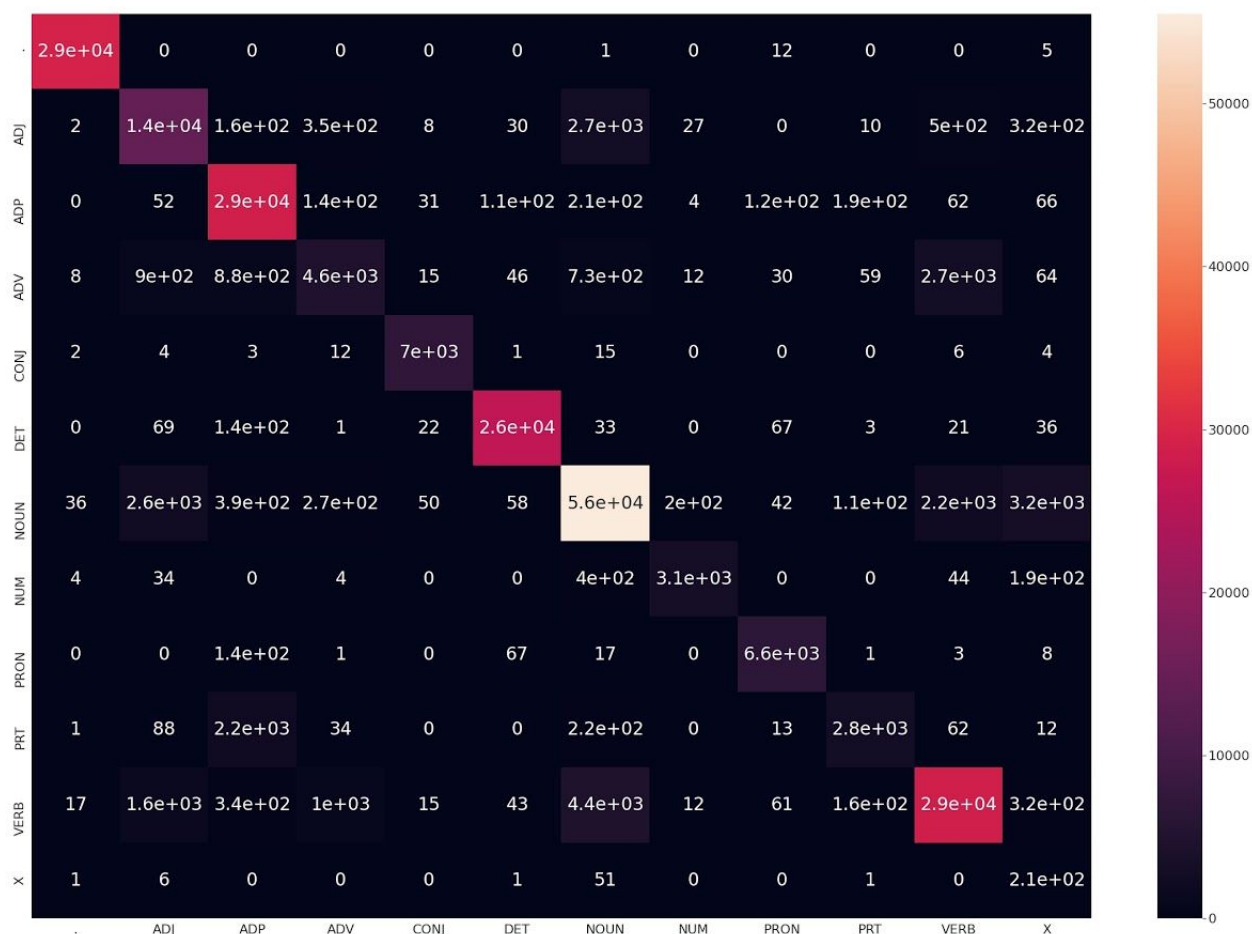 . 2.9e+04 0 0 0 0 0 1 0 12 0 0 5
ADJ 2 1.4e+04 1.6e+02 3.5e+02 8 30 2.7e+03 27 0 10 5e+02 3.2e+02
ADP 0 52 2.9e+04 1.4e+02 31 1.1e+02 2.1e+02 4 1.2e+02 1.9e+02 62 66
ADV 8 9e+02 8.8e+02 4.6e+03 15 46 7.3e+02 12 30 59 2.7e+03 64
CONJ 2 4 3 12 7e+03 1 15 0 0 0 6 4
DET 0 69 1.4e+02 1 22 2.6e+04 33 0 67 3 21 36
NOUN 36 2.6e+03 3.9e+02 2.7e+02 50 58 5.6e+04 2e+02 42 1.1e+02 2.2e+03 3.2e+03
NUM 4 34 0 4 0 0 4e+02 3.1e+03 0 0 44 1.9e+02
PRON 0 0 1.4e+02 1 0 67 17 0 6.6e+03 1 3 8
PRT 1 88 2.2e+03 34 0 0 2.2e+02 0 13 2.8e+03 62 12
VERB 17 1.6e+03 3.4e+02 1e+03 15 43 4.4e+03 12 61 1.6e+02 2.9e+04 3.2e+02
X 1 6 0 0 0 1 51 0 0 1 0 2.1e+02
. ADJ ADP ADV CONJ DET NOUN NUM PRON PRT VERB X
50000
40000
30000
20000
10000
0